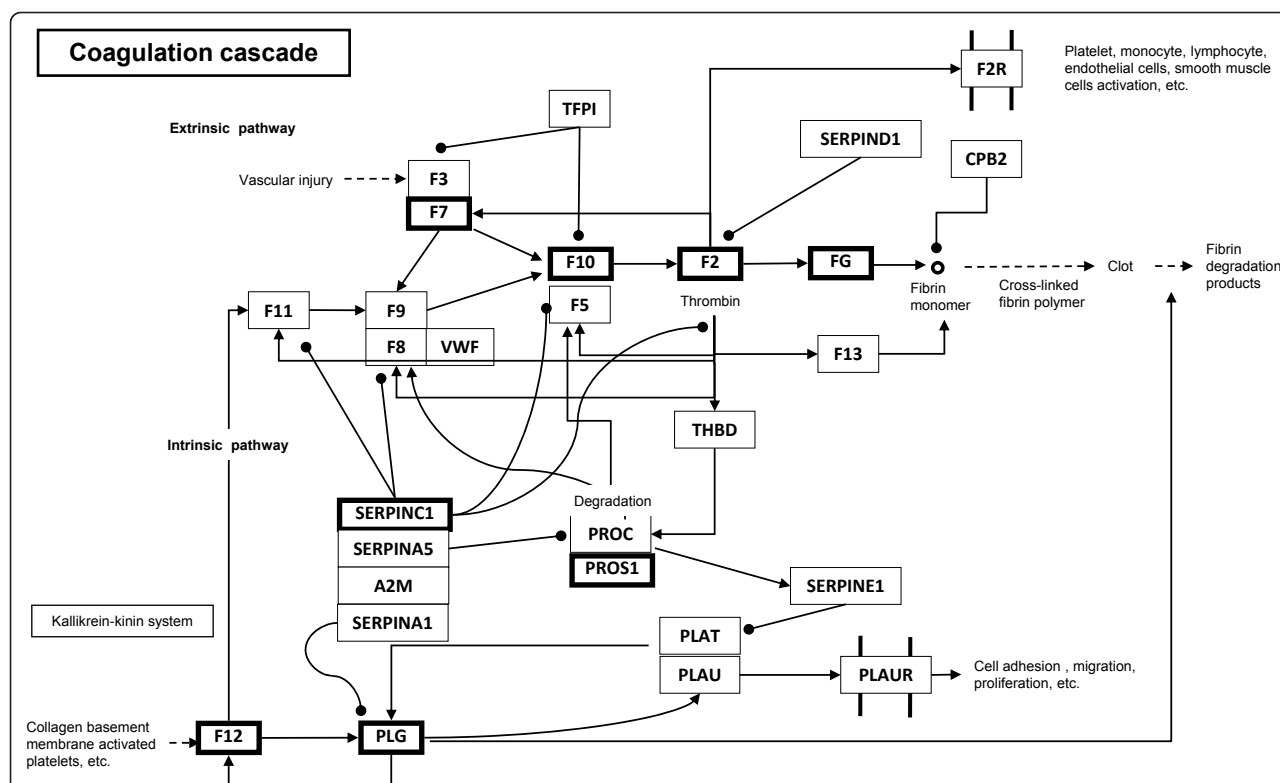 Coagulation cascade
F2R
Platelet, monocyte, lymphocyte,
endothelial cells, smooth muscle
cells activation, etc.
TFPI
Extrinsic pathway
SERPIND1
CPB2
Vascular injury
F3
F7
F10
F2
FG
Fibrin
degradation
products
Clot
Fibrin
monomer
Cross-linked
fibrin polymer
Thrombin
F11
F9
F5
F8
VWF
F13
THBD
Intrinsic pathway
Degradation
SERPINC1
PROC
SERPINA5
PROS1
A2M
SERPINE1
SERPINA1
Kallikrein-kinin system
PLAT
PLAU
PLAUR
Cell adhesion , migration,
proliferation, etc.
Collagen basement
membrane activated
platelets, etc.
F12
PLG